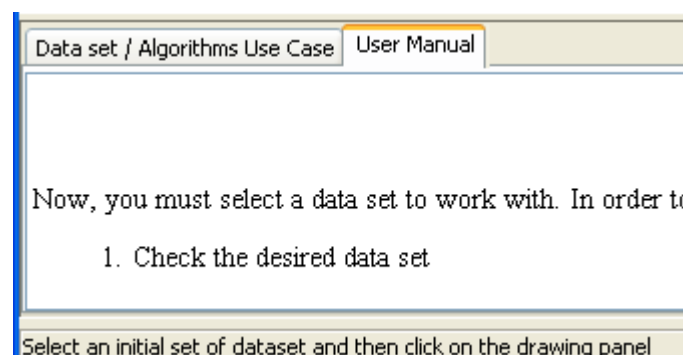 Data set / Algorithms Use Case User Manual
Now, you must select a data set to work with. In order to
1. Check the desired data set
Select an initial set of dataset and then click on the drawing panel